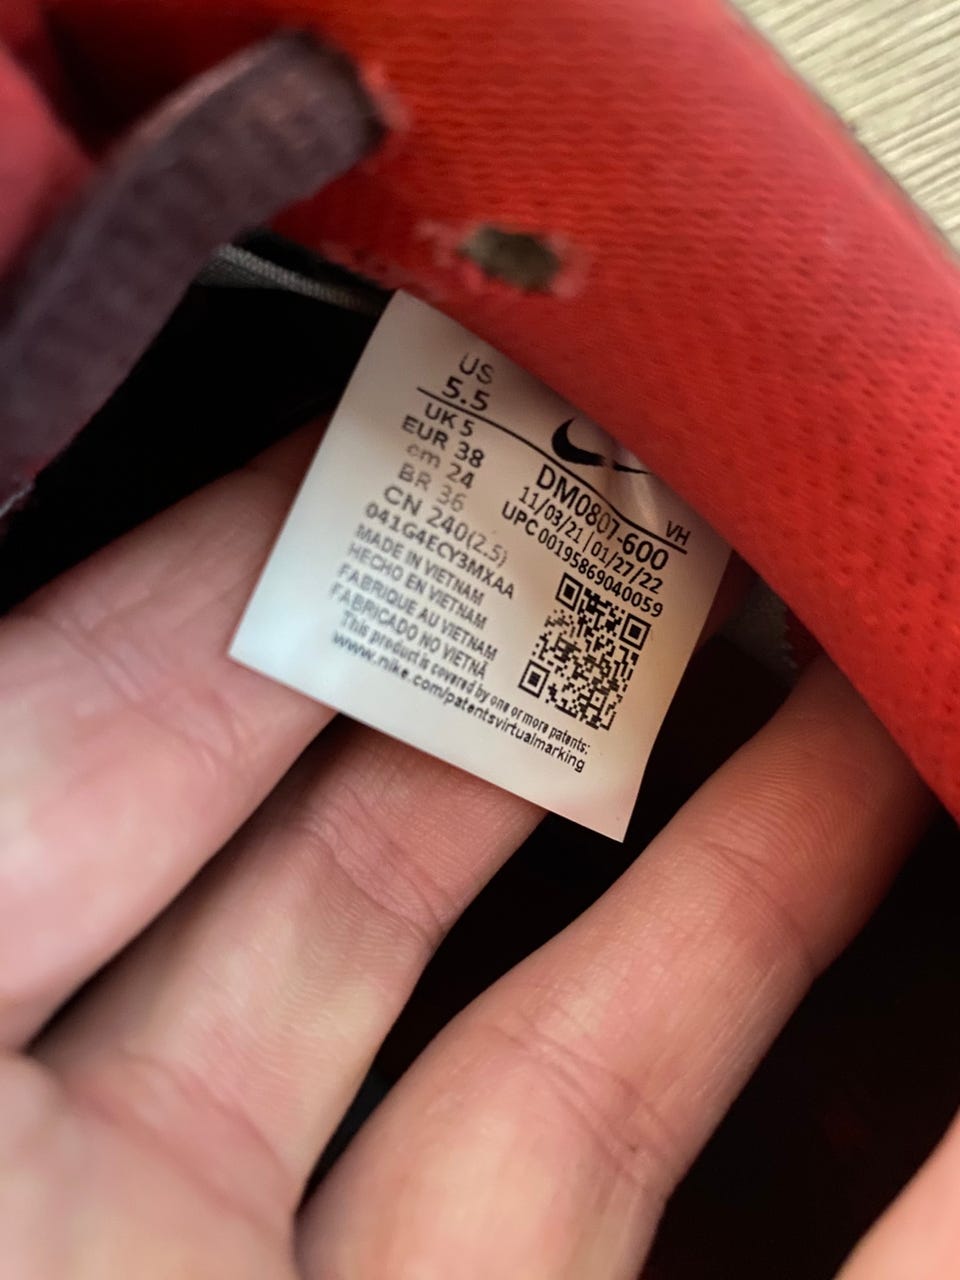 US
5.5
UK 5
EUR 38
cm 24
BR 36
CN 240(2.5)
041G4ECY3MXAA
MADE IN VIETNAM
HECHO EN VIETNAM
FABRIQUE AU VIETNAM
FABRICADO NO VIETNÃ
This product is covered by one or more patents:
www.nike.com/patentsvirtualmarking
VH
DM0807-600
11/03/21 | 01/27/22
UPC 00195869040059